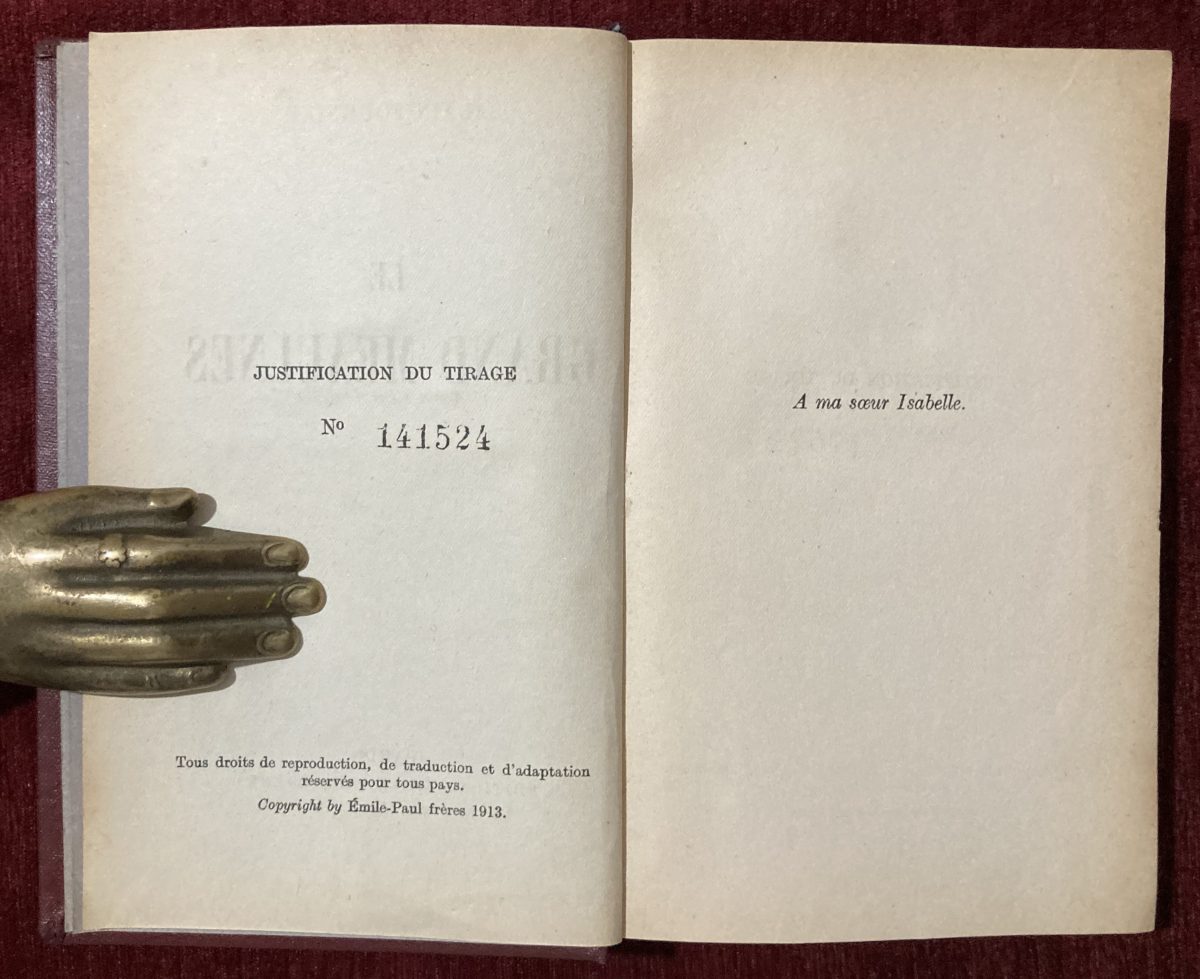 JUSTIFICATION DU TIRAGE
Nº 141524
Tous droits de reproduction, de traduction et d'adaptation
réservés pour tous pays.
Copyright by Émile-Paul frères 1913.
A ma sœur Isabelle.